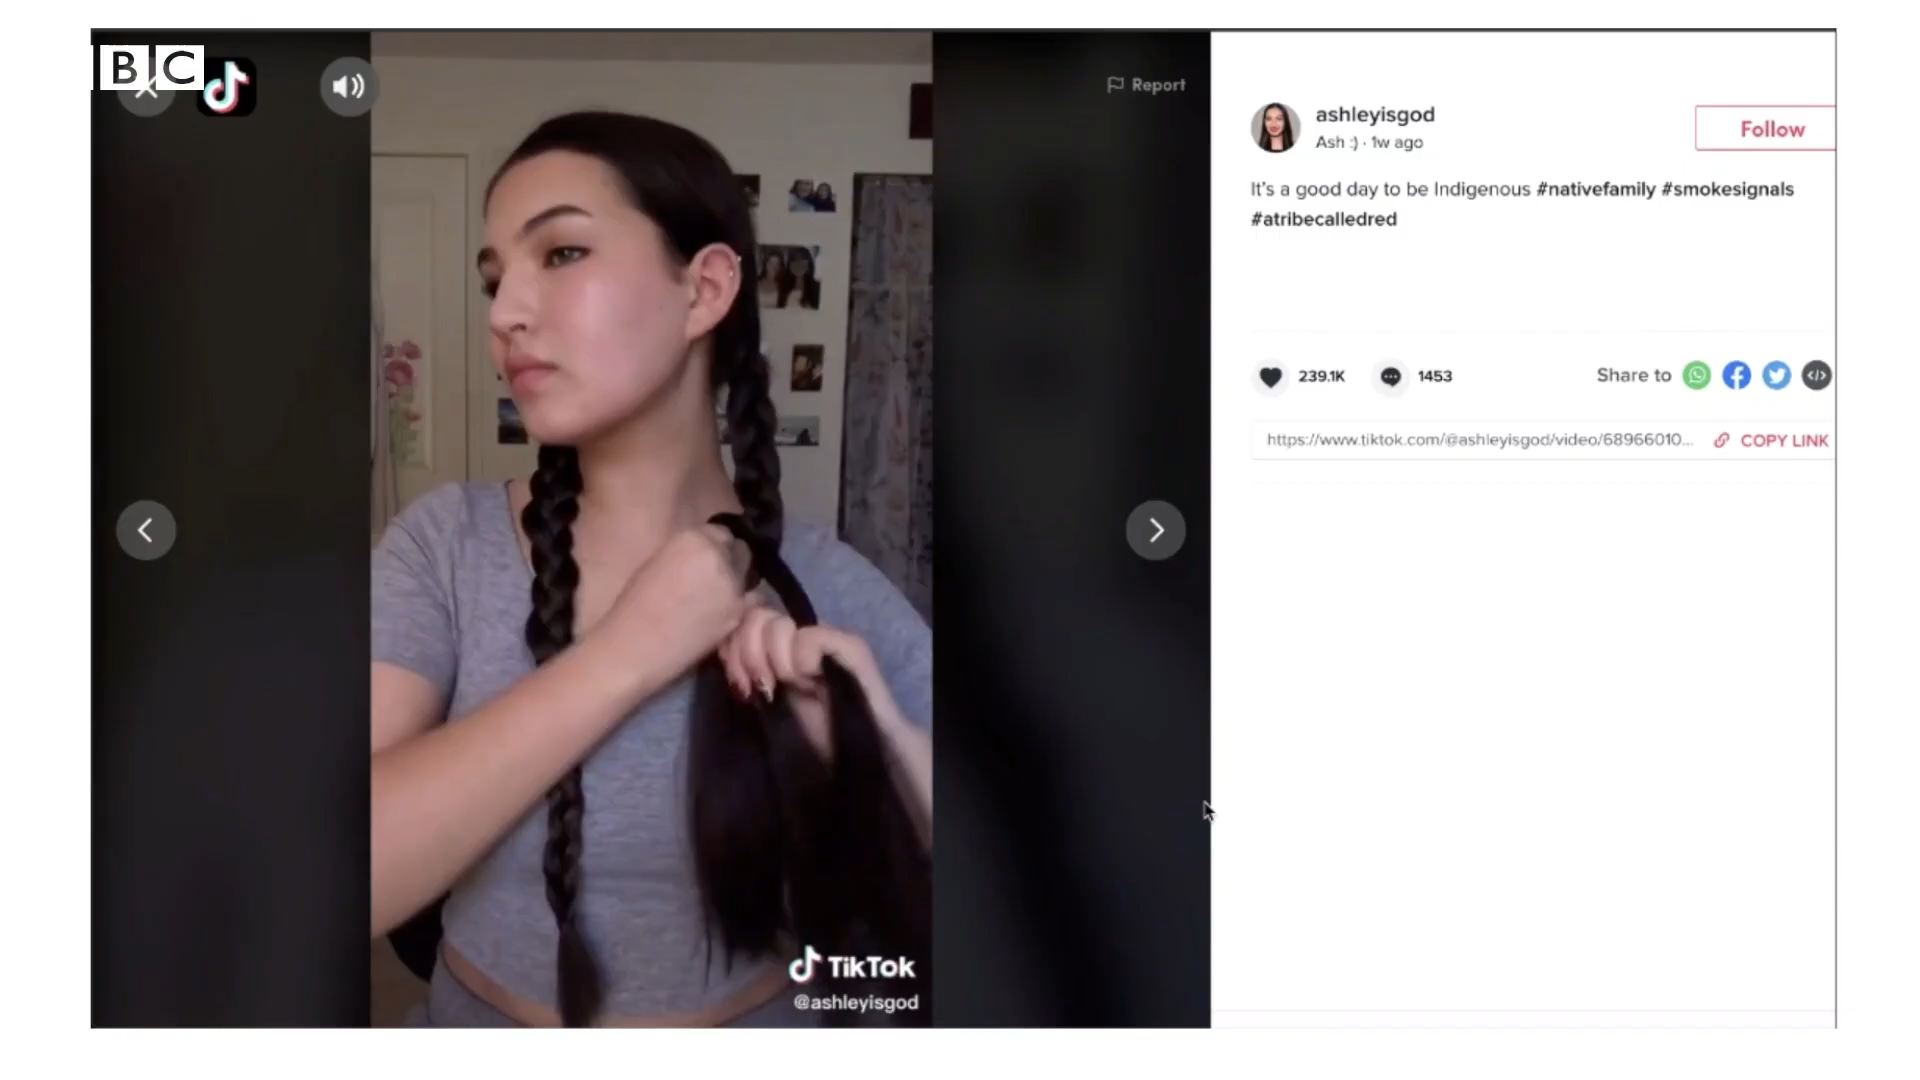 BBC
Report
ashleyisgod
Ash :) · 1w ago
Follow
It's a good day to be Indigenous #nativefamily #smokesignals
#atribecalledred
239.1K
1453
Share to
https://www.tiktok.com/@ashleyisgod/video/68966010...
COPY LINK
TikTok
@ashleyisgod